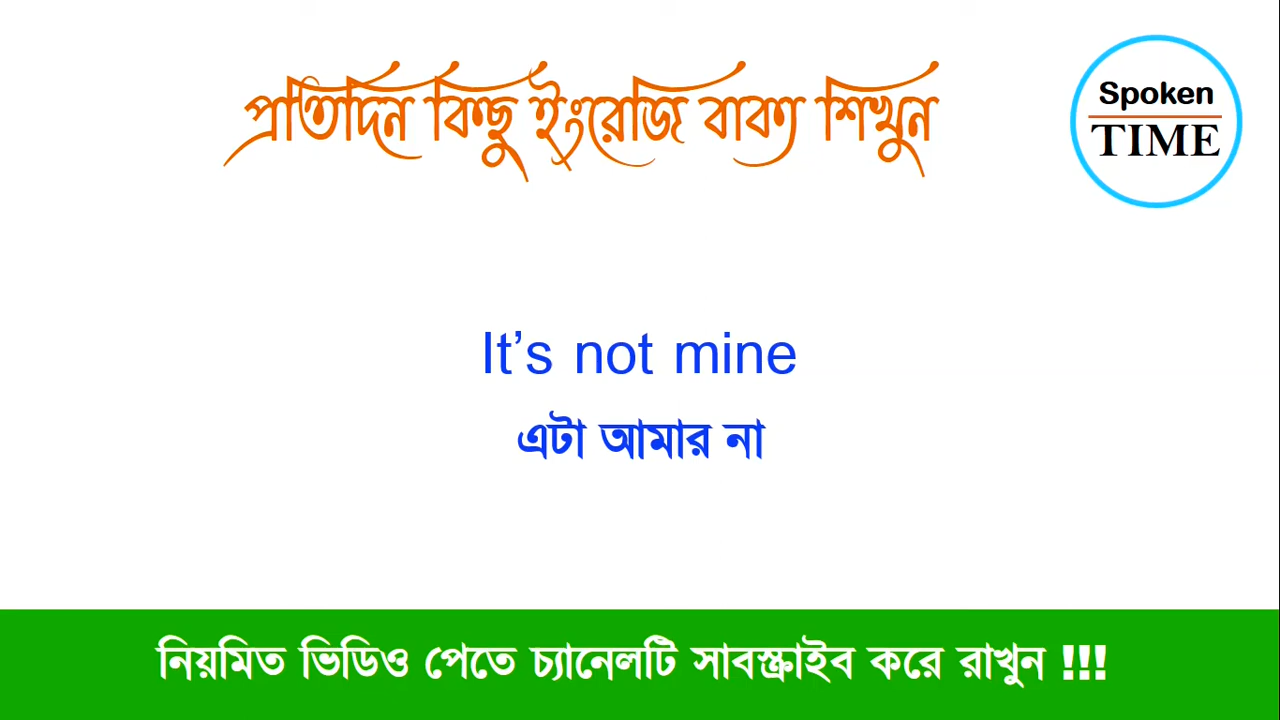 প্রতিদিন কিছু ইংরেজি বাক্য শিখুন
Spoken
TIME
It's not mine
এটা আমার না
নিয়মিত ভিডিও পেতে চ্যানেলটি সাবস্ক্রাইব করে রাখুন !!!